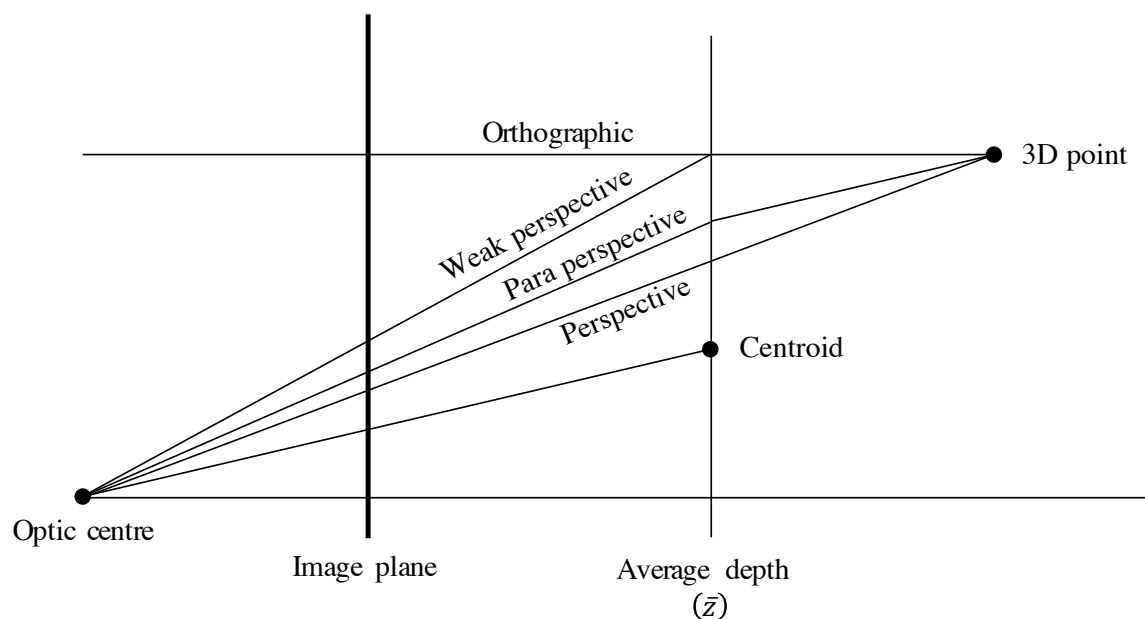 Orthographic
3D point
Weak perspective
Para perspective
Perspective
Centroid
Optic centre
Image plane
Average depth
(z̄)